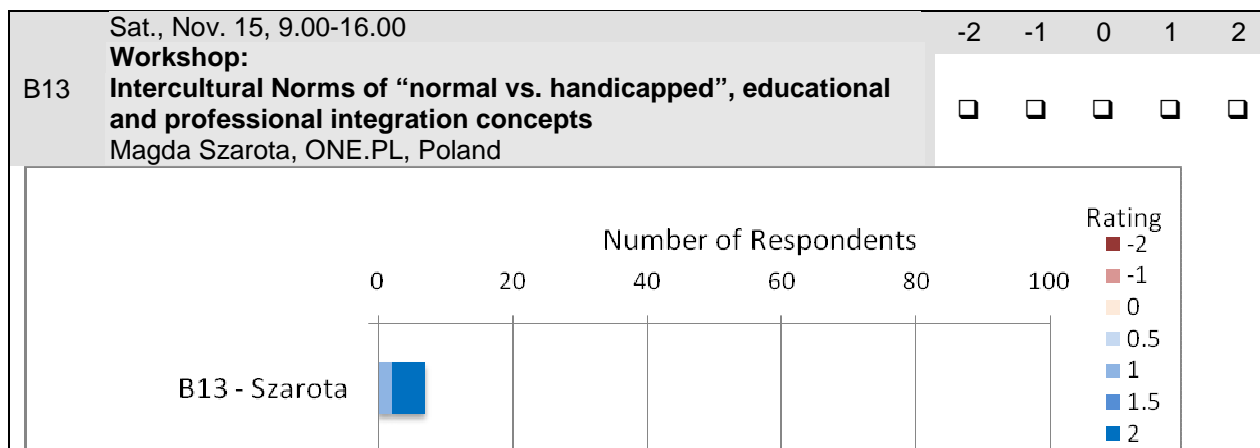 Sat., Nov. 15, 9.00-16.00 -2 -1 0 1 2
Workshop:
B13 Intercultural Norms of “normal vs. handicapped”, educational
and professional integration concepts
Magda Szarota, ONE.PL, Poland
Rating
Number of Respondents
-2
-1
0 20 40 60 80 100
0
0.5
1
B13 - Szarota
1.5
2